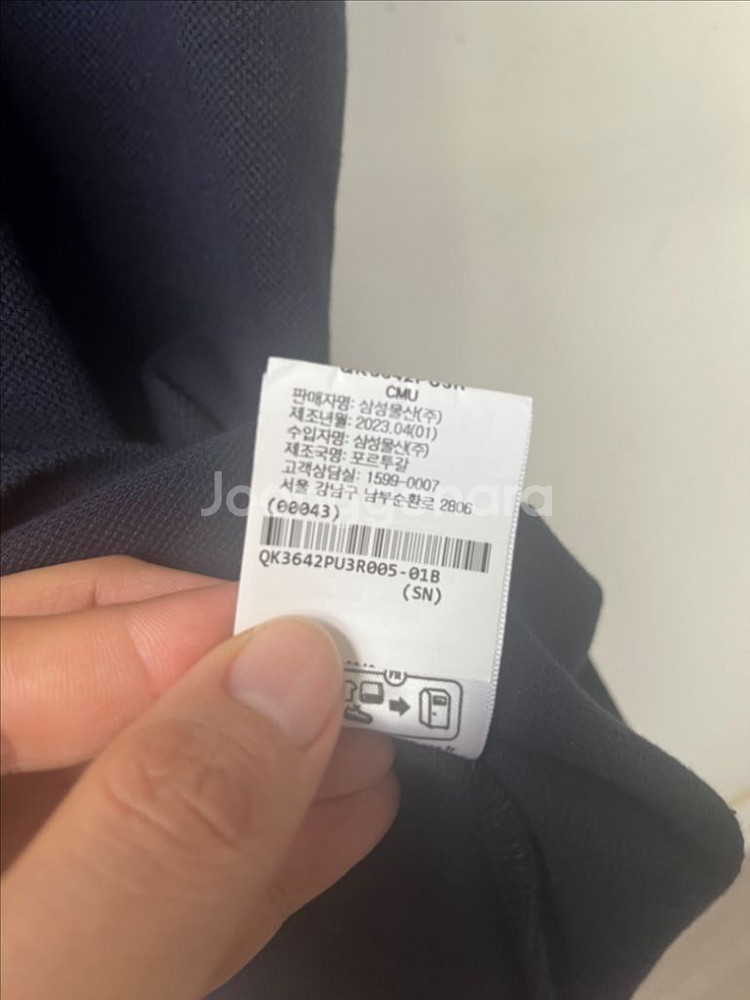 CMU
판매자명: 삼성물산(주)
제조년월: 2023.04(01)
수입자명: 삼성물산(주)
제조국명: 포르투갈
고객상담실: 1599-0007
서울 강남구 남부순환로 2806
(00043)
QK3642PU3R005-01B
(SN)
FR
Joonggonara